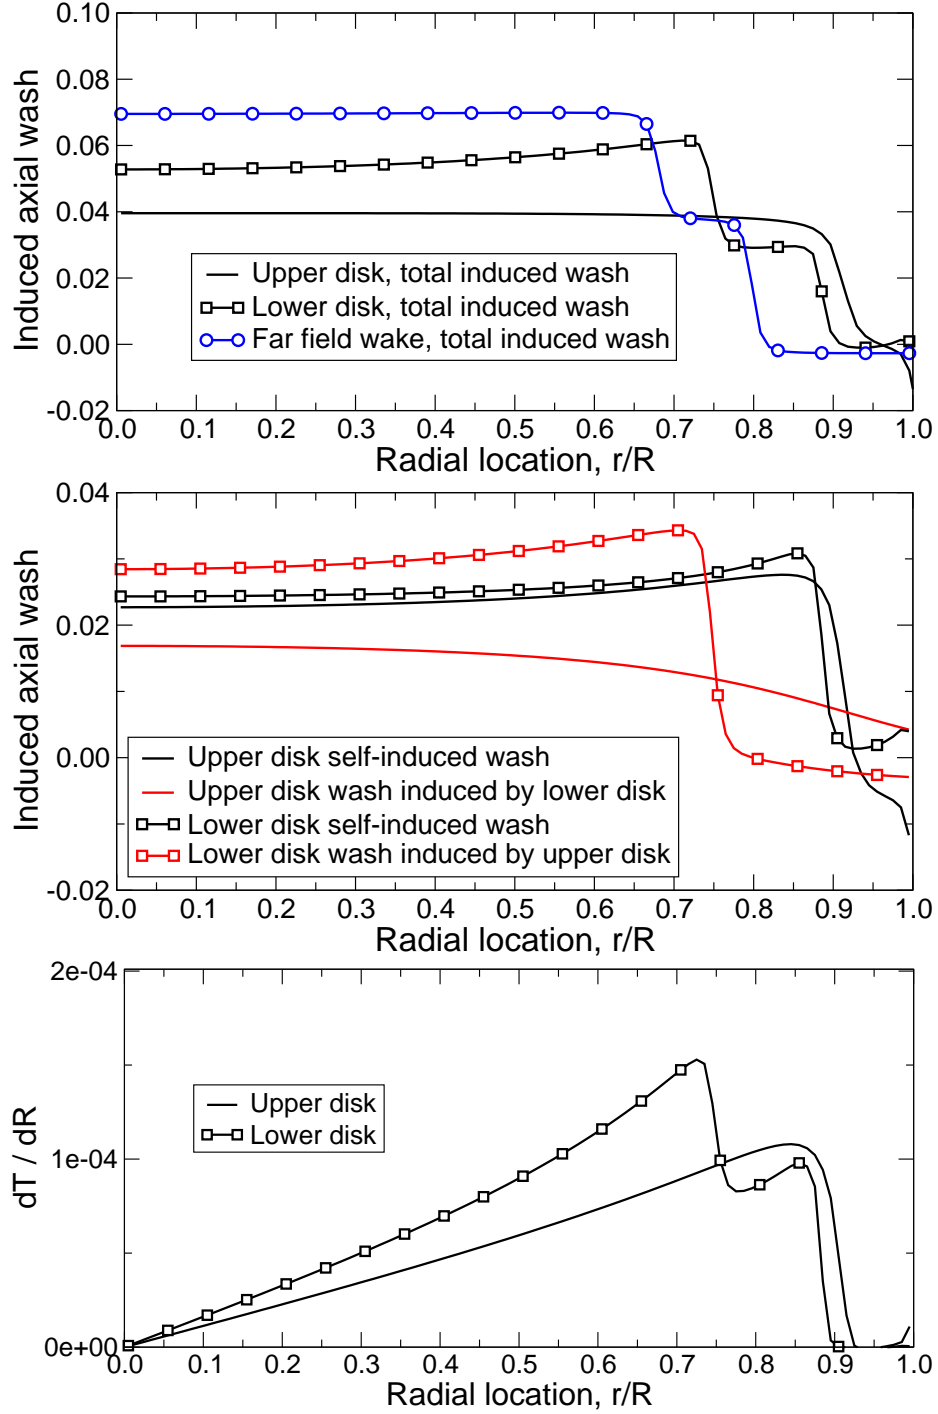 0.10
0.08
0.06
0.04
0.02
0.00
-0.02
Induced axial wash
Upper disk, total induced wash
Lower disk, total induced wash
Far field wake, total induced wash
0.0 0.1 0.2 0.3 0.4 0.5 0.6 0.7 0.8 0.9 1.0
Radial location, r/R
0.04
0.02
0.00
-0.02
Induced axial wash
Upper disk self-induced wash
Upper disk wash induced by lower disk
Lower disk self-induced wash
Lower disk wash induced by upper disk
0.0 0.1 0.2 0.3 0.4 0.5 0.6 0.7 0.8 0.9 1.0
Radial location, r/R
2e-04
1e-04
0e+00
dT / dR
Upper disk
Lower disk
0.0 0.1 0.2 0.3 0.4 0.5 0.6 0.7 0.8 0.9 1.0
Radial location, r/R